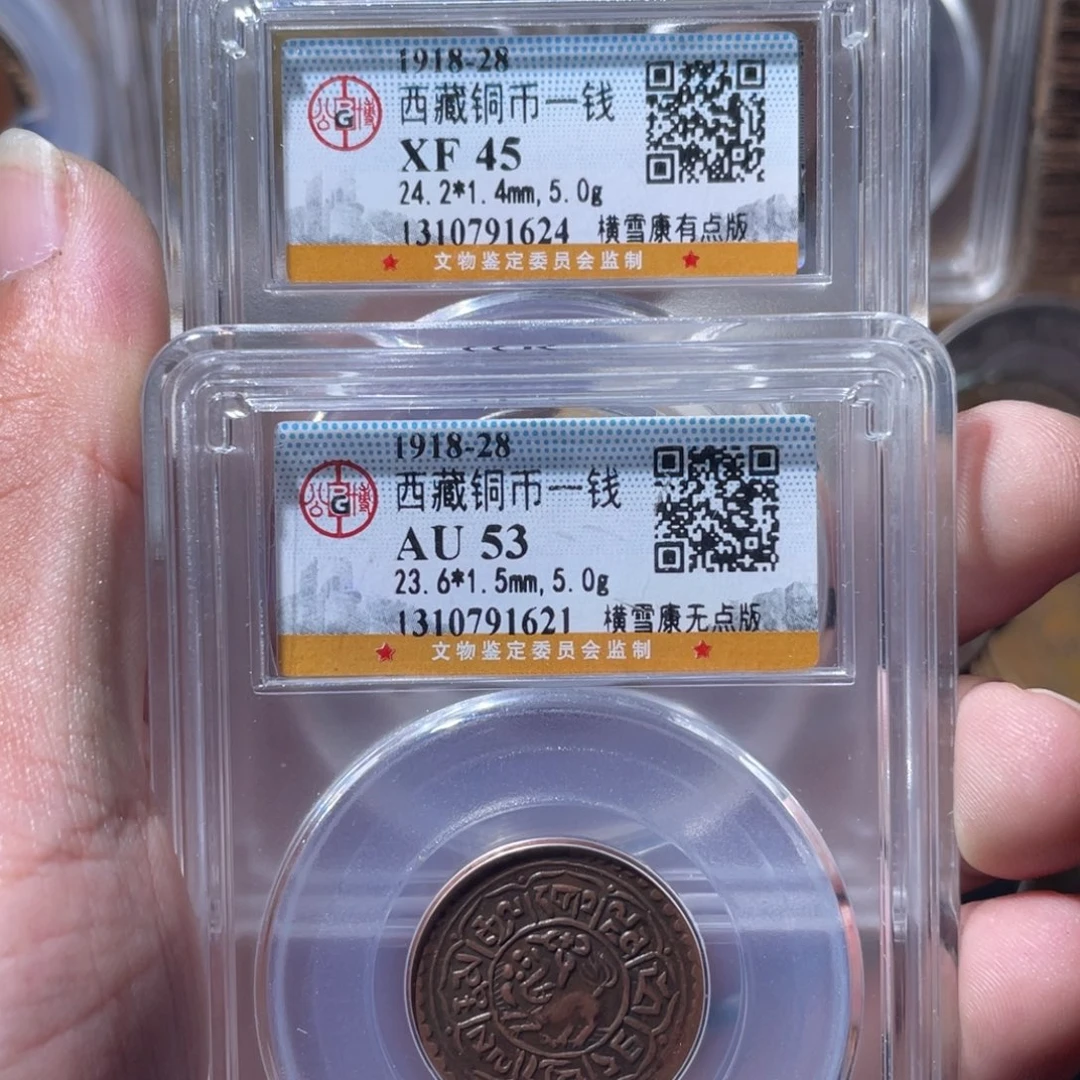 1918-28
西藏铜币一钱
XF 45
24.2*1.4mm,5.0g
1310791624 横雪康有点版
★ 文物鉴定委员会监制 ★
1918-28
西藏铜币一钱
AU 53
23.6*1.5mm,5.0g
1310791621 横雪康无点版
★ 文物鉴定委员会监制 ★